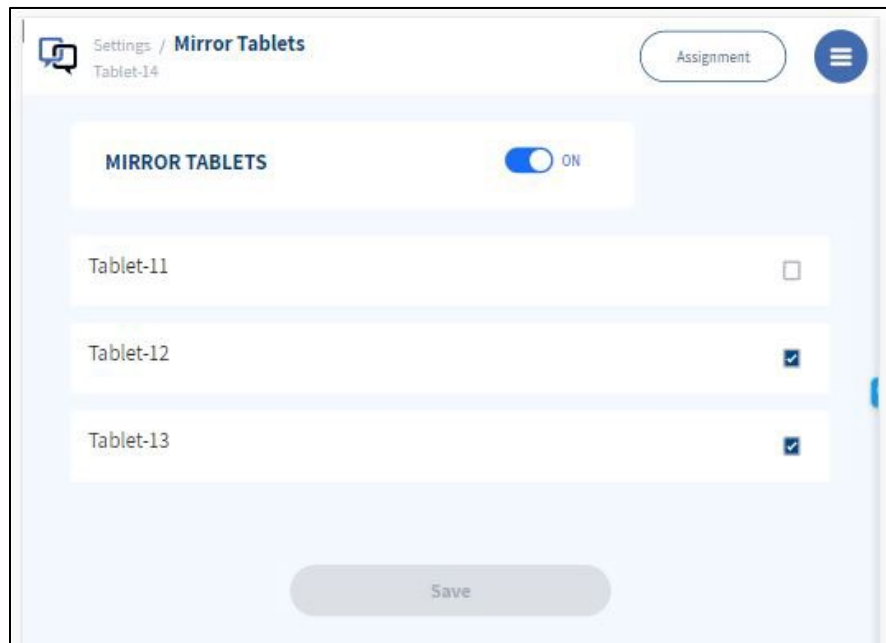 Settings / Mirror Tablets
Tablet-14
Assignment
MIRROR TABLETS
ON
Tablet-11
Tablet-12
Tablet-13
Save